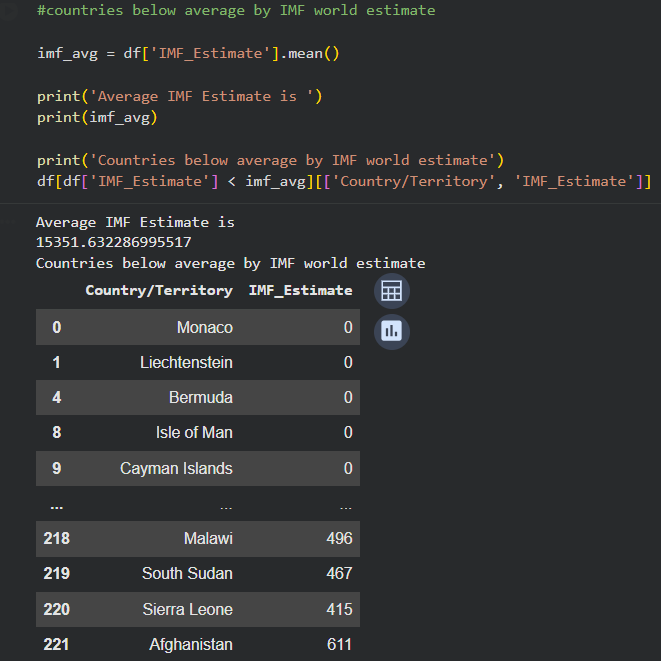 #countries below average by IMF world estimate
imf_avg = df['IMF_Estimate'].mean()
print('Average IMF Estimate is ')
print(imf_avg)
print('Countries below average by IMF world estimate')
df[df['IMF_Estimate'] < imf_avg][['Country/Territory', 'IMF_Estimate']]
Average IMF Estimate is
15351.632286995517
Countries below average by IMF world estimate
Country/Territory IMF_Estimate
0 Monaco 0
1 Liechtenstein 0
4 Bermuda 0
8 Isle of Man 0
9 Cayman Islands 0
... ... ...
218 Malawi 496
219 South Sudan 467
220 Sierra Leone 415
221 Afghanistan 611